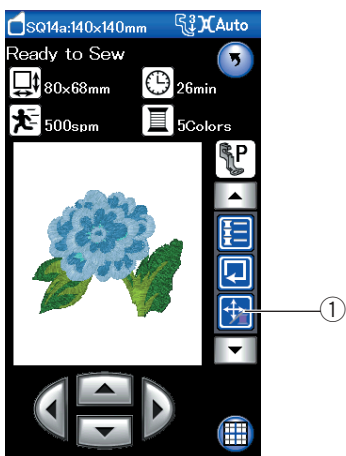 SQ14a:140x140mm Auto
Ready to Sew
80x68mm 26min
500spm 5Colors
P
1